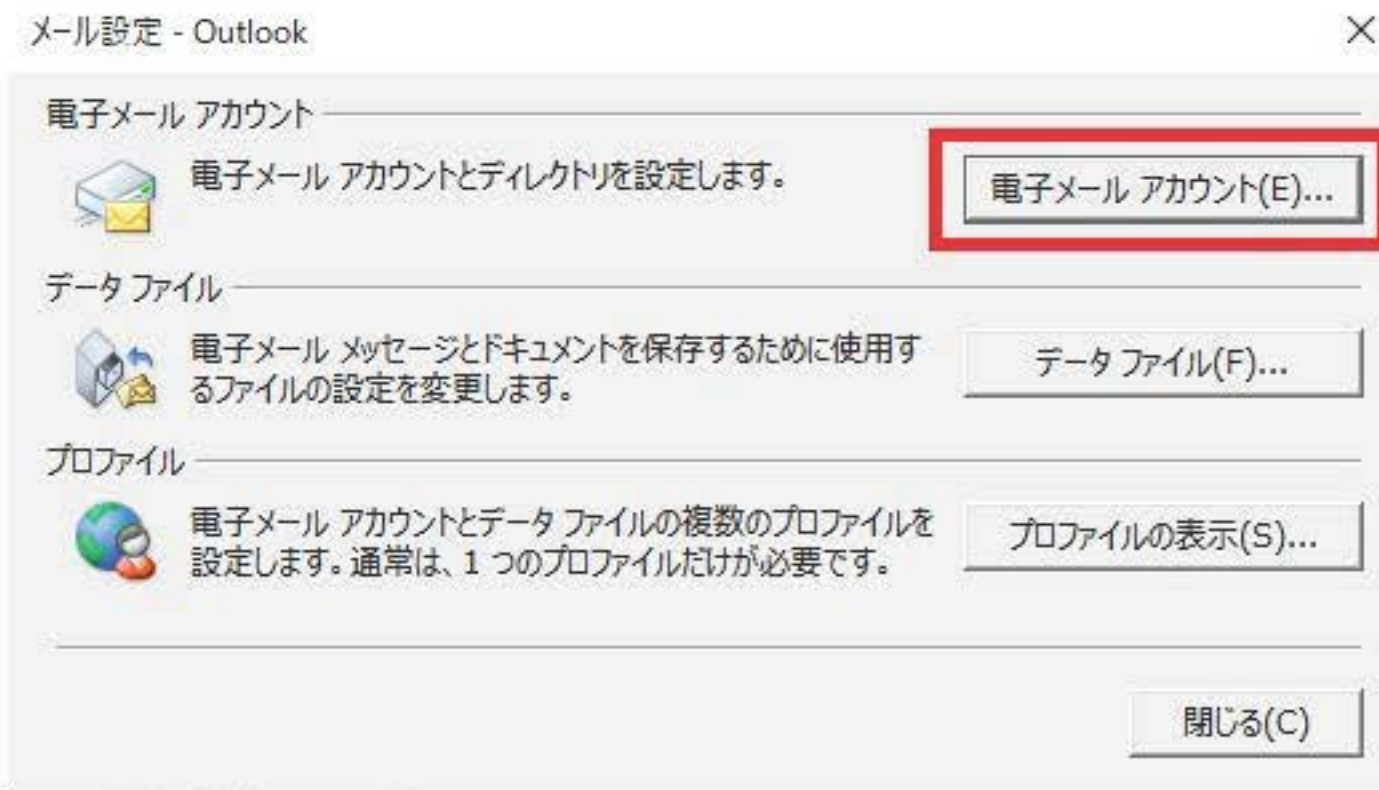 メール設定 - Outlook
電子メール アカウント
電子メール アカウントとディレクトリを設定します。
電子メール アカウント(E)...
データ ファイル
電子メール メッセージとドキュメントを保存するために使用す
るファイルの設定を変更します。
データ ファイル(F)...
プロファイル
電子メール アカウントとデータ ファイルの複数のプロファイルを
設定します。通常は、1 つのプロファイルだけが必要です。
プロファイルの表示(S)...
閉じる(C)